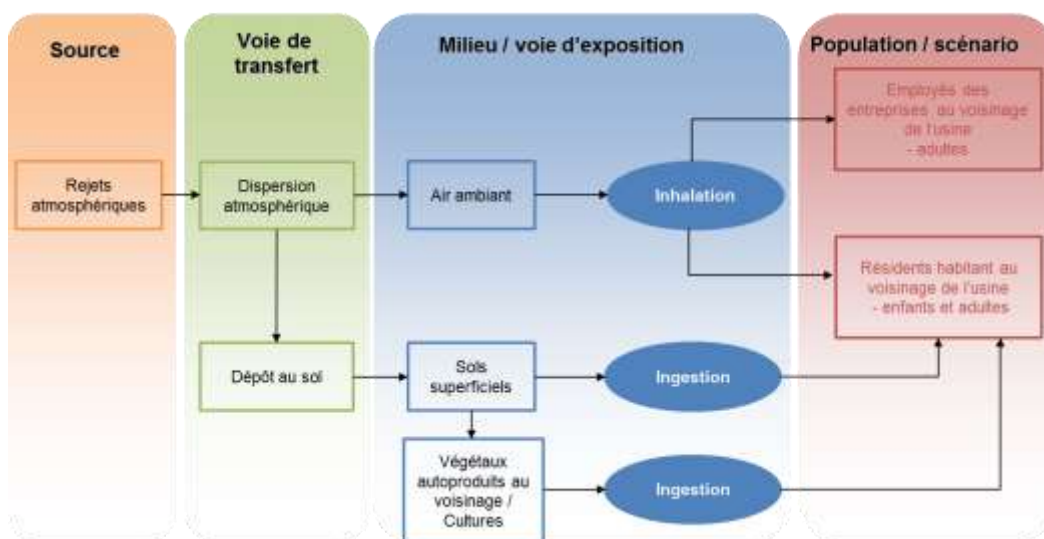 Source
Voie de
transfert
Milieu / voie d'exposition
Population / scénario
Rejets
atmosphériques
Dispersion
atmosphérique
Air ambiant
Inhalation
Employés des
entreprises au voisinage
de l'usine
- adultes
Résidents habitant au
voisinage de l'usine
- enfants et adultes
Dépôt au sol
Sols
superficiels
Ingestion
Végétaux
autoproduits au
voisinage /
Cultures
Ingestion